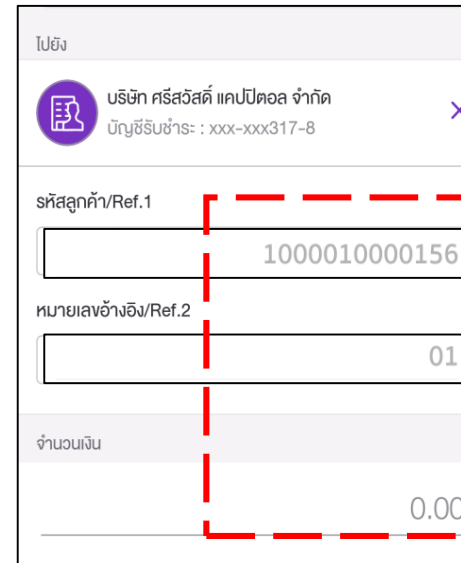 ไปยัง
บริษัท ศรีสวัสดิ์ แคปปิตอล จำกัด
บัญชีรับชำระ : xxx-xxx317-8
รหัสลูกค้า/Ref.1
1000010000156
หมายเลขอ้างอิง/Ref.2
01
จำนวนเงิน
0.00